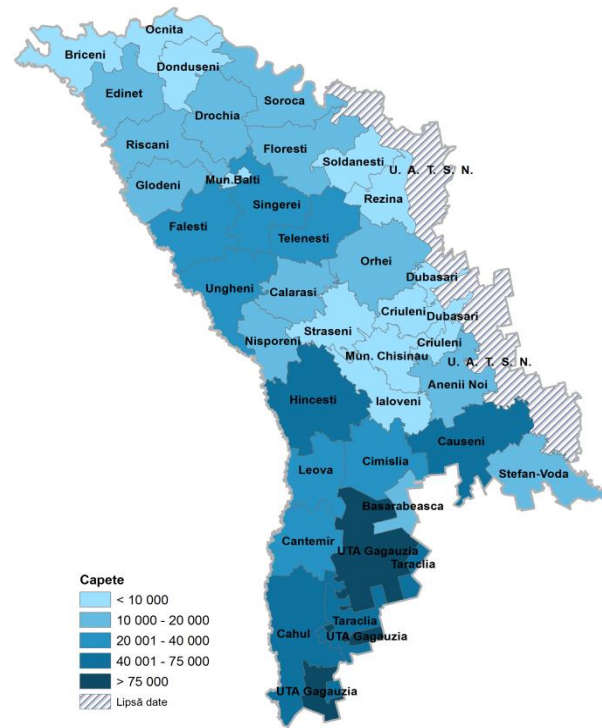 Ocnita
Briceni
Donduseni
Edinet
Soroca
Drochia
Riscani
Floresti
Soldanesti
U. A. T. S. N.
Glodeni
Mun.Balti
Rezina
Singerei
Falesti
Telenesti
Orhei
Dubasari
Ungheni
Calarasi
Criuleni
Dubasari
Straseni
Nisporeni
Criuleni
Mun. Chisinau
U. A. T. S. N.
Anenii Noi
Hincesti
Ialoveni
Causeni
Leova
Cimislia
Stefan-Voda
Basarabeasca
Cantemir
UTA Gagauzia
Taraclia
Capete
< 10 000
10 000 - 20 000
20 001 - 40 000
40 001 - 75 000
> 75 000
Lipsă date
Taraclia
Cahul
UTA Gagauzia
UTA Gagauzia